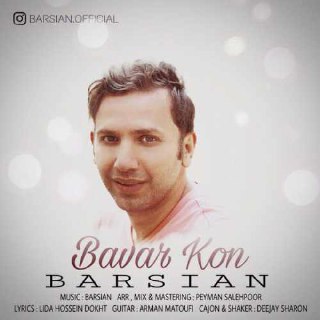 BARSIAN.OFFICIAL
Bavar Kon
BARSIAN
MUSIC : BARSIAN ARR , MIX & MASTERING : PEYMAN SALEHPOOR
LYRICS : LIDA HOSSEIN DOKHT GUITAR : ARMAN MATOUFI CAJON & SHAKER : DEEJAY SHARON